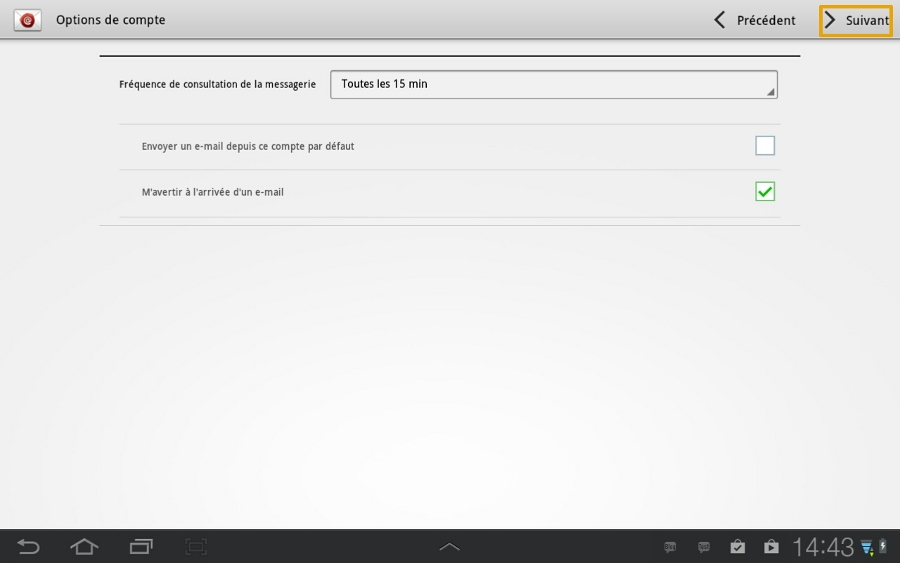 Options de compte
Précédent
Suivant
Fréquence de consultation de la messagerie
Toutes les 15 min
Envoyer un e-mail depuis ce compte par défaut
M'avertir à l'arrivée d'un e-mail
14:43